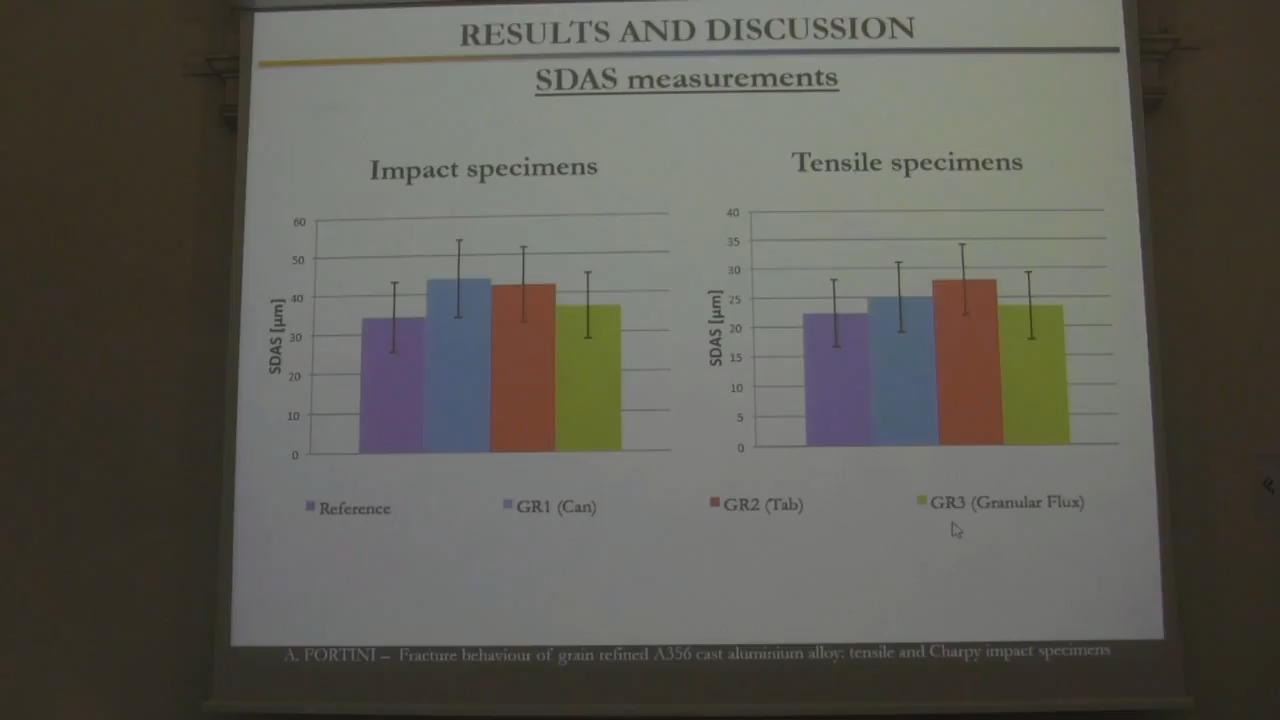 RESULTS AND DISCUSSION
SDAS measurements
Impact specimens
60
50
40
30
20
10
0
SDAS [µm]
Tensile specimens
40
35
30
25
20
15
10
5
0
SDAS [µm]
Reference
GR1 (Can)
GR2 (Tab)
GR3 (Granular Flux)
A. FORTINI – Fracture behaviour of grain refined A356 cast aluminium alloy: tensile and Charpy impact specimens